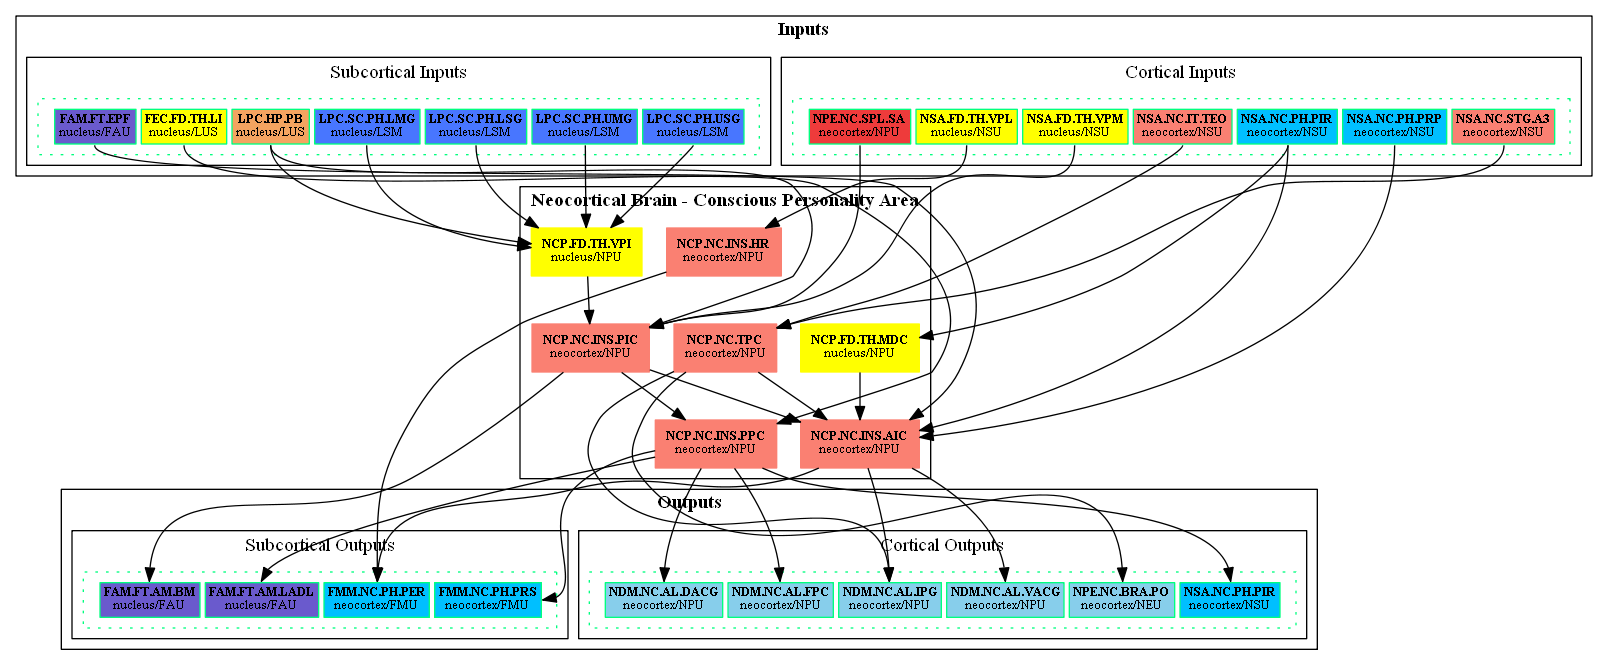 Inputs
Subcortical Inputs
Cortical Inputs
FAM.FT.EPF
nucleus/FAU
FEC.FD.TH.LI
nucleus/LUS
LPC.HP.PB
nucleus/LUS
LPC.SC.PH.LMG
nucleus/LSM
LPC.SC.PH.LSG
nucleus/LSM
LPC.SC.PH.UMG
nucleus/LSM
LPC.SC.PH.USG
nucleus/LSM
NPE.NC.SPL.SA
neocortex/NPU
NSA.FD.TH.VPL
nucleus/NSU
NSA.FD.TH.VPM
nucleus/NSU
NSA.NC.IT.TEO
neocortex/NSU
NSA.NC.PH.PIR
neocortex/NSU
NSA.NC.PH.PRP
neocortex/NSU
NSA.NC.STG.A3
neocortex/NSU
Neocortical Brain - Conscious Personality Area
NCP.FD.TH.VPI
nucleus/NPU
NCP.NC.INS.HR
neocortex/NPU
NCP.NC.INS.PIC
neocortex/NPU
NCP.NC.TPC
neocortex/NPU
NCP.FD.TH.MDC
nucleus/NPU
NCP.NC.INS.PPC
neocortex/NPU
NCP.NC.INS.AIC
neocortex/NPU
Outputs
Subcortical Outputs
Cortical Outputs
FAM.FT.AM.BM
nucleus/FAU
FAM.FT.AM.LADL
nucleus/FAU
FMM.NC.PH.PER
neocortex/FMU
FMM.NC.PH.PRS
neocortex/FMU
NDM.NC.AL.DACG
neocortex/NPU
NDM.NC.AL.FPC
neocortex/NPU
NDM.NC.AL.IPG
neocortex/NPU
NDM.NC.AL.VACG
neocortex/NPU
NPE.NC.BRA.PO
neocortex/NEU
NSA.NC.PH.PIR
neocortex/NSU